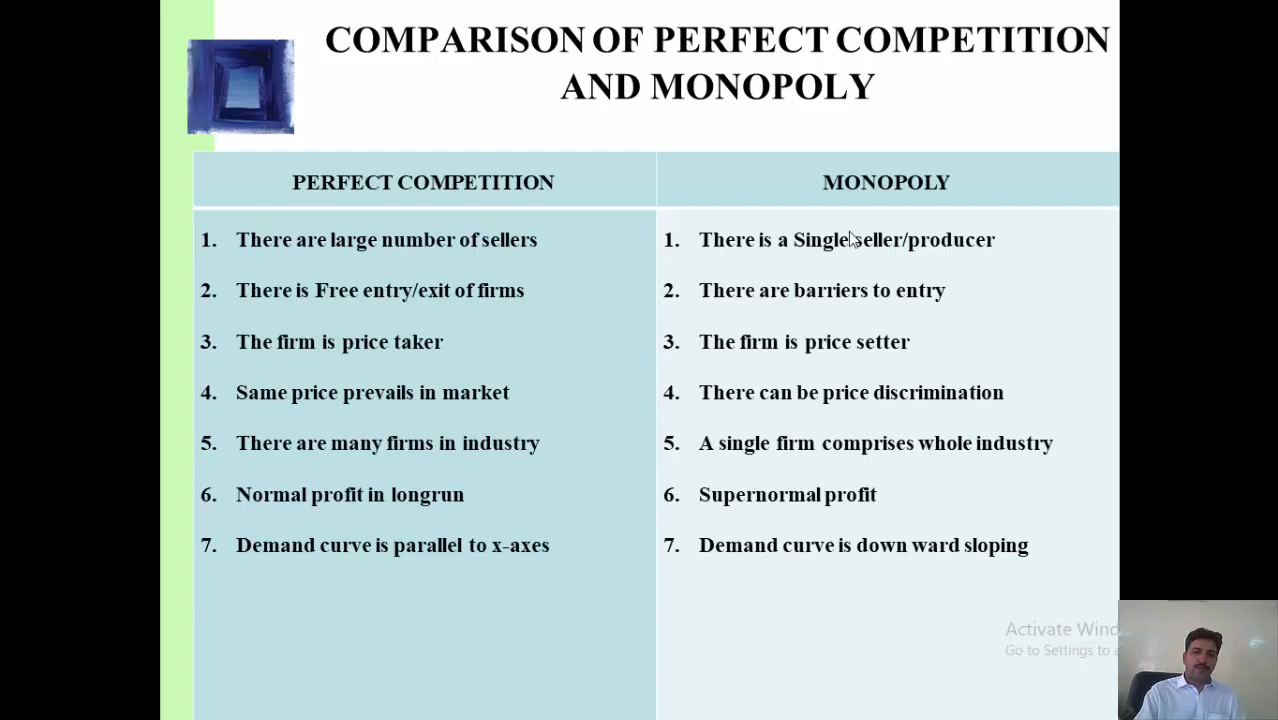 COMPARISON OF PERFECT COMPETITION
AND MONOPOLY
PERFECT COMPETITION
MONOPOLY
1. There are large number of sellers
2. There is Free entry/exit of firms
3. The firm is price taker
4. Same price prevails in market
5. There are many firms in industry
6. Normal profit in longrun
7. Demand curve is parallel to x-axes
1. There is a Single seller/producer
2. There are barriers to entry
3. The firm is price setter
4. There can be price discrimination
5. A single firm comprises whole industry
6. Supernormal profit
7. Demand curve is down ward sloping
Activate Wind
Go to Settings to a